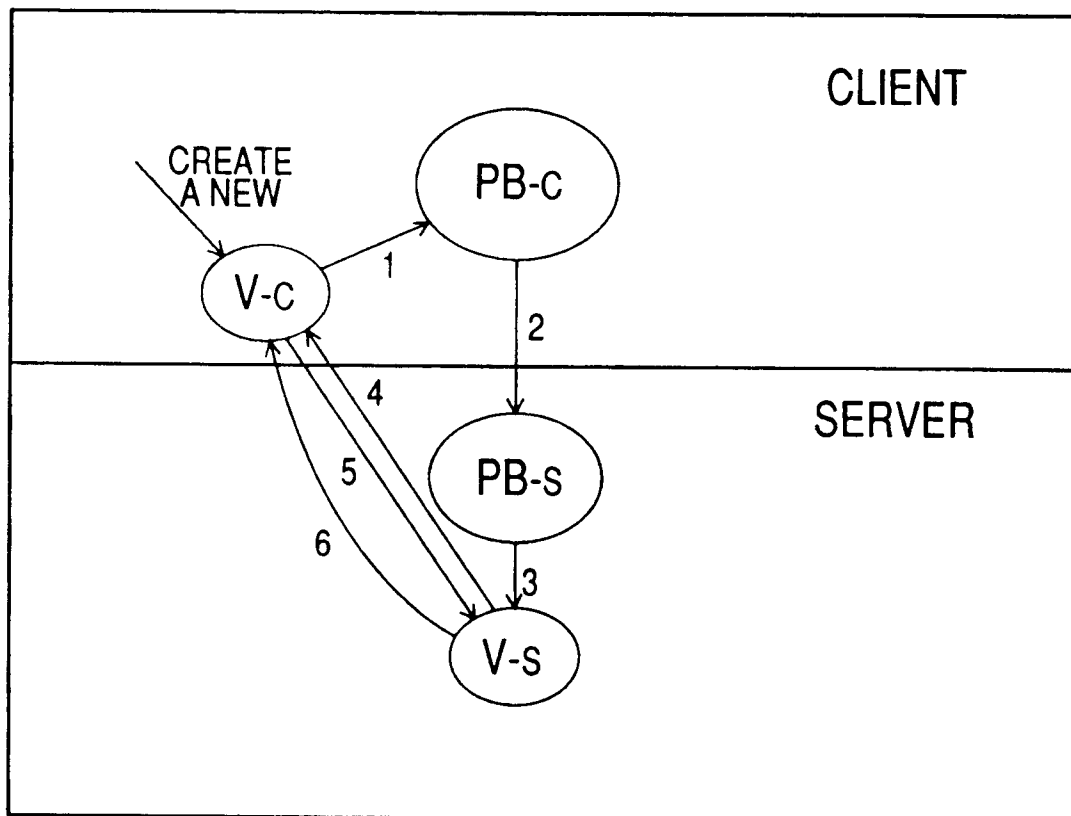 CLIENT
CREATE
A NEW
PB-C
1
V-C
2
4
SERVER
5
PB-S
6
3
V-S